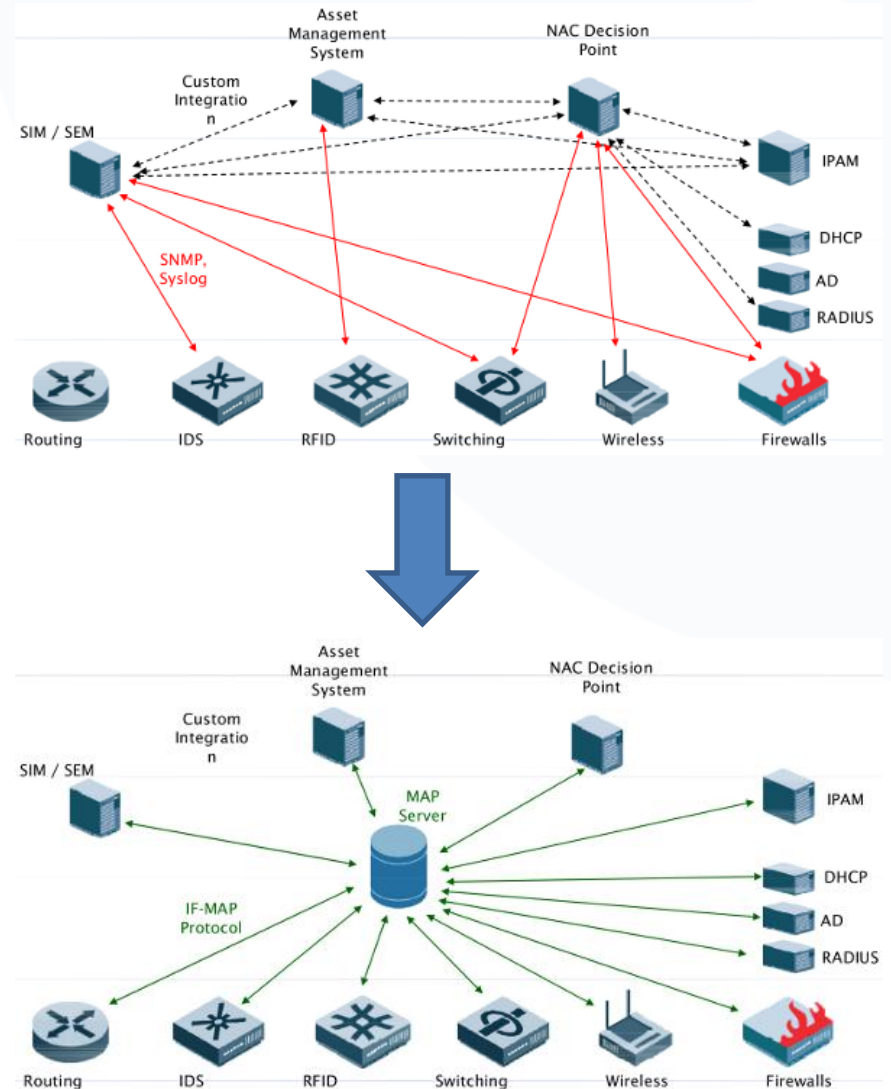 Asset
Management
System
NAC Decision
Point
Custom
Integratio
n
SIM / SEM
IPAM
DHCP
SNMP,
Syslog
AD
RADIUS
Routing
IDS
RFID
Switching
Wireless
Firewalls
Asset
Management
System
NAC Decision
Point
Custom
Integratio
n
SIM / SEM
MAP
Server
IPAM
DHCP
IF-MAP
Protocol
AD
RADIUS
Routing
IDS
RFID
Switching
Wireless
Firewalls